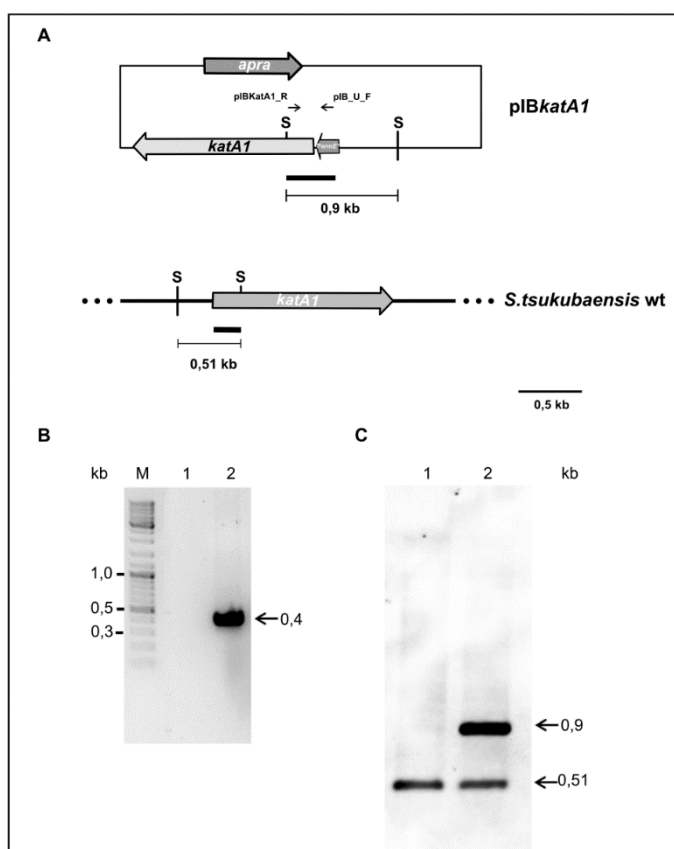 A
apra
pIBKatA1_R
pIB_U_F
pIBkatA1
S
S
katA1
PermE
0,9 kb
S
S
katA1
S.tsukubaensis wt
0,51 kb
0,5 kb
B
C
kb M 1 2
1 2 kb
1,0
0,5
0,3
0,4
0,9
0,51